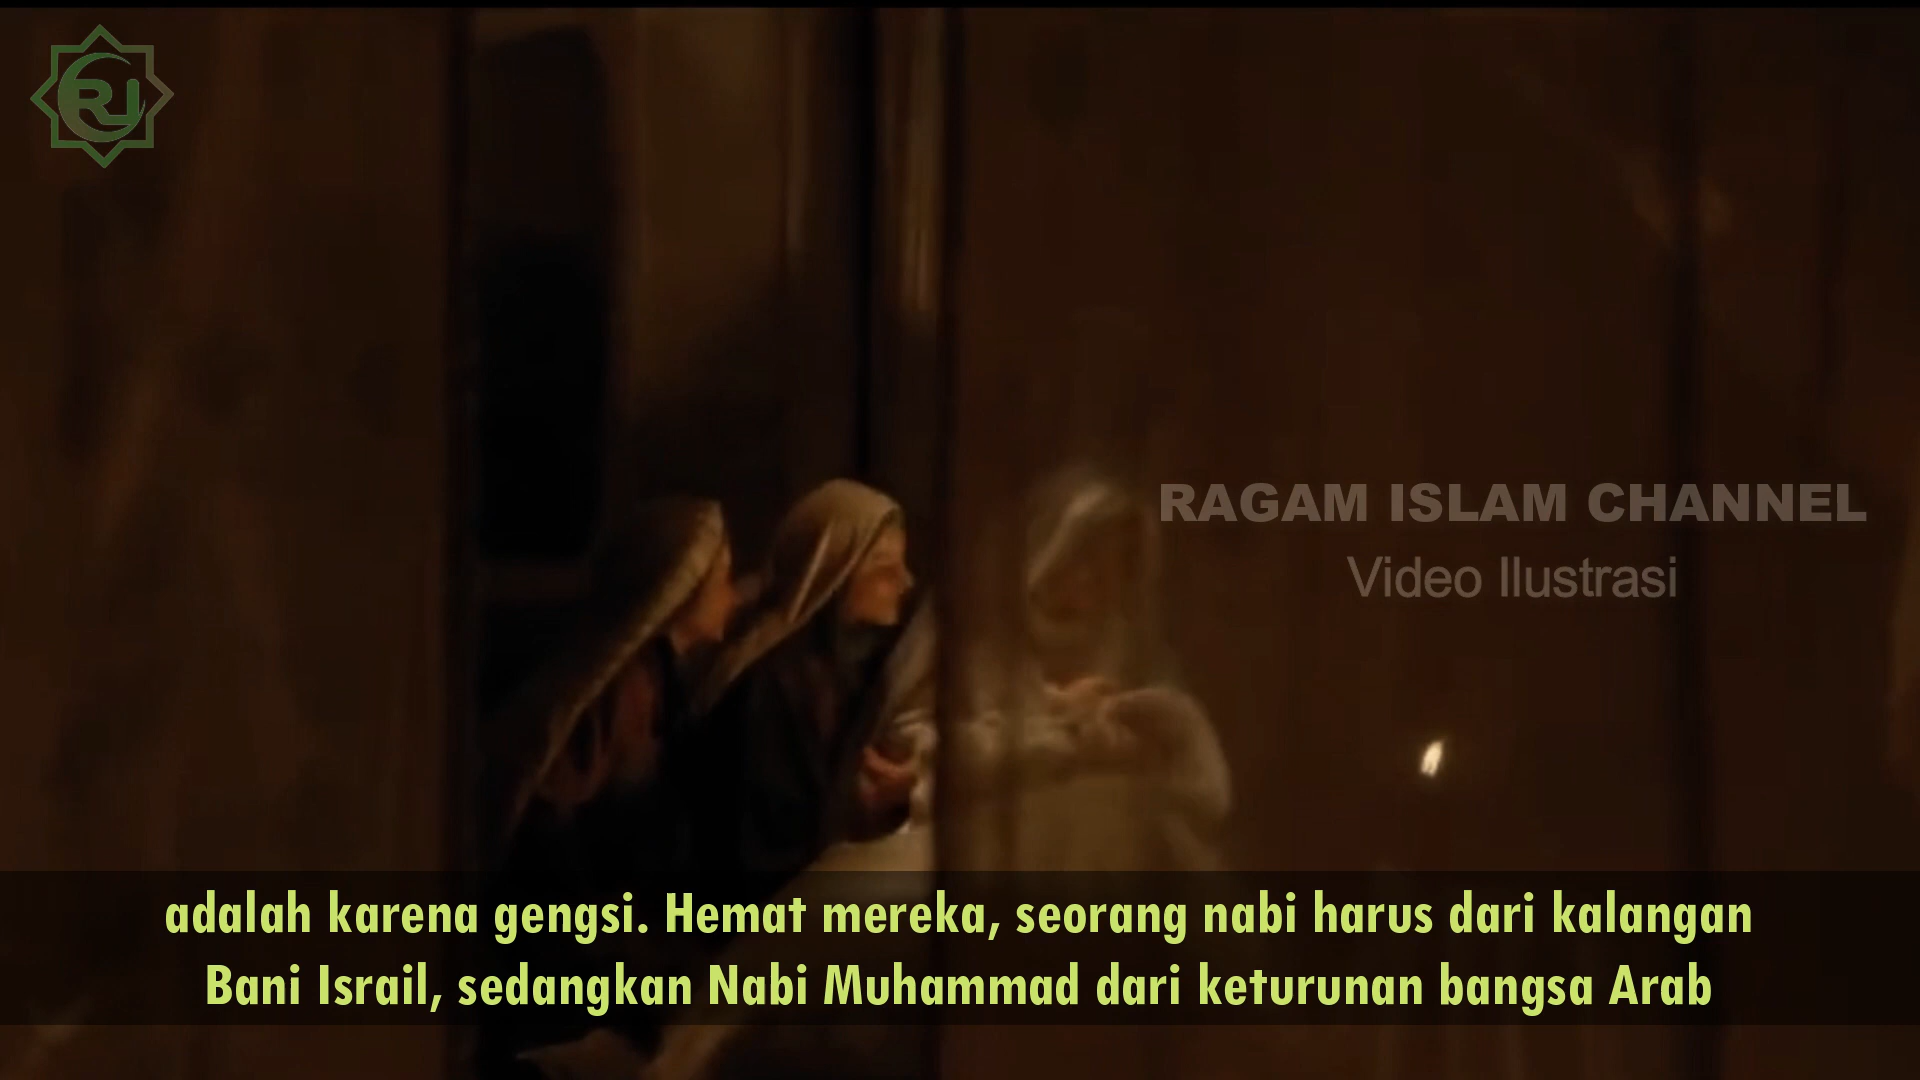 RI
RAGAM ISLAM CHANNEL
Video Ilustrasi
adalah karena gengsi. Hemat mereka, seorang nabi harus dari kalangan
Bani Israil, sedangkan Nabi Muhammad dari keturunan bangsa Arab